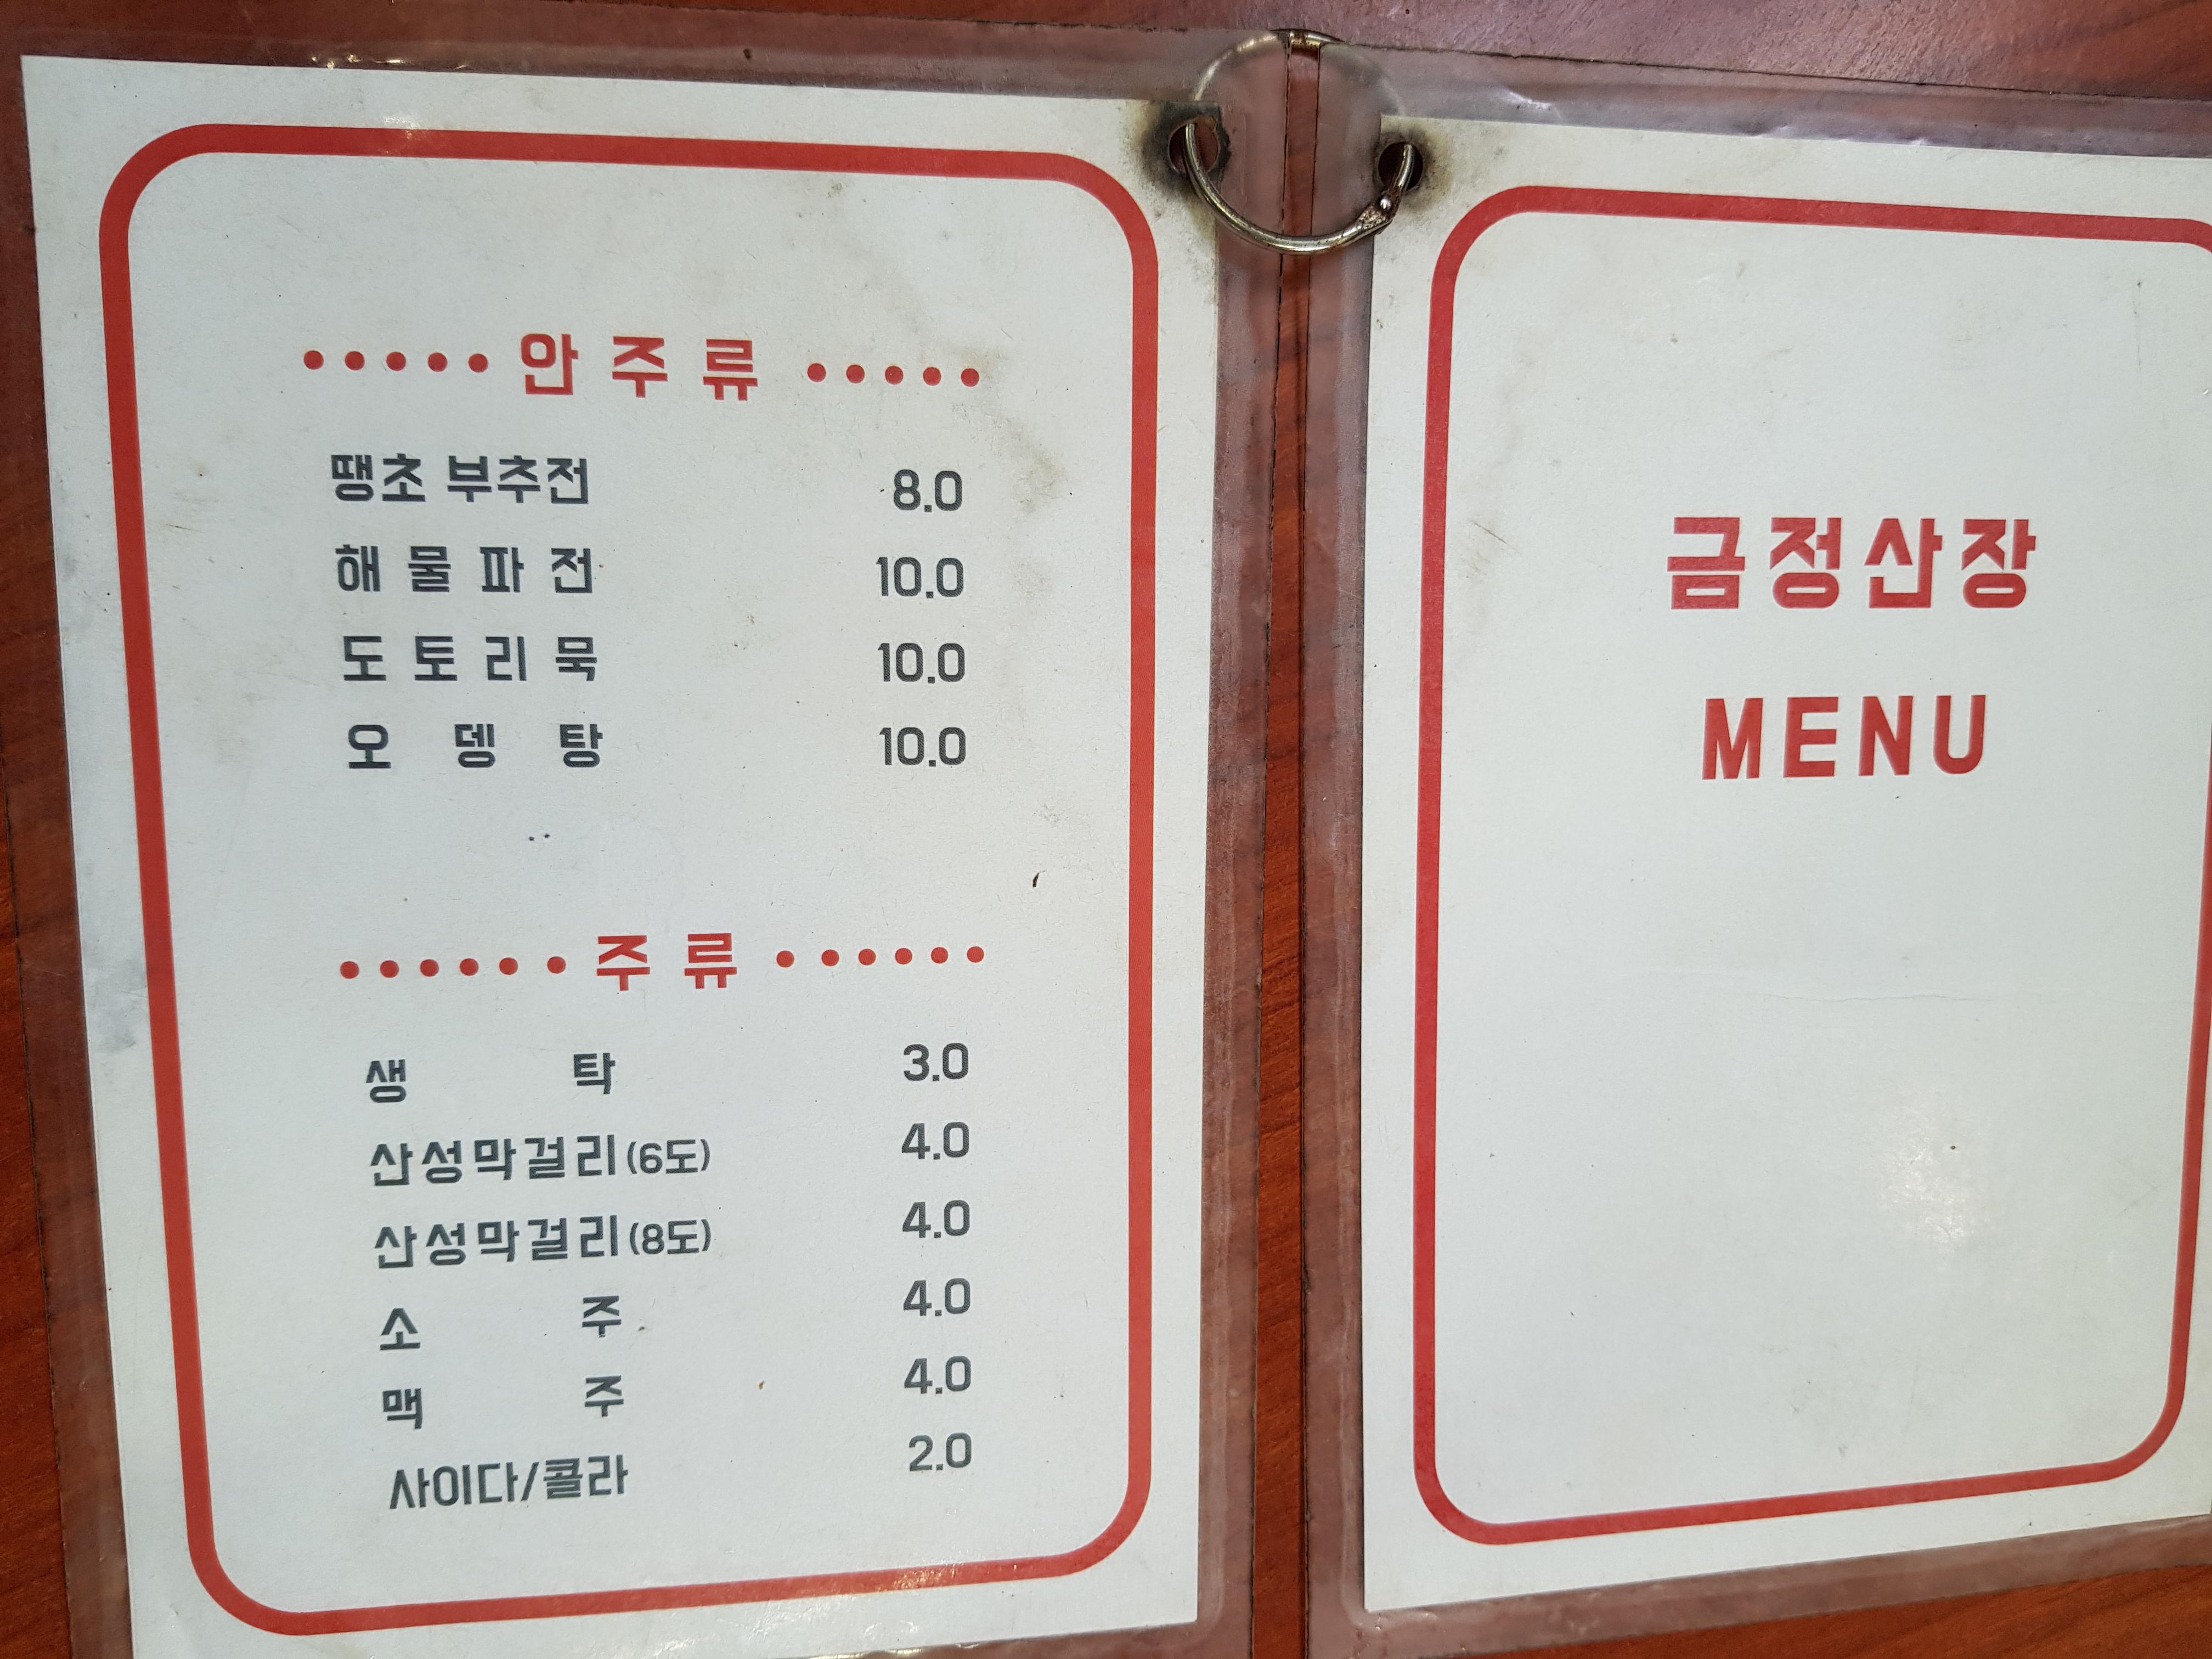 안주류
땡초 부추전 8.0
해물파전 10.0
도토리묵 10.0
오뎅탕 10.0
주류
생탁 3.0
산성막걸리(6도) 4.0
산성막걸리(8도) 4.0
소주 4.0
맥주 4.0
사이다/콜라 2.0
금정산장
MENU